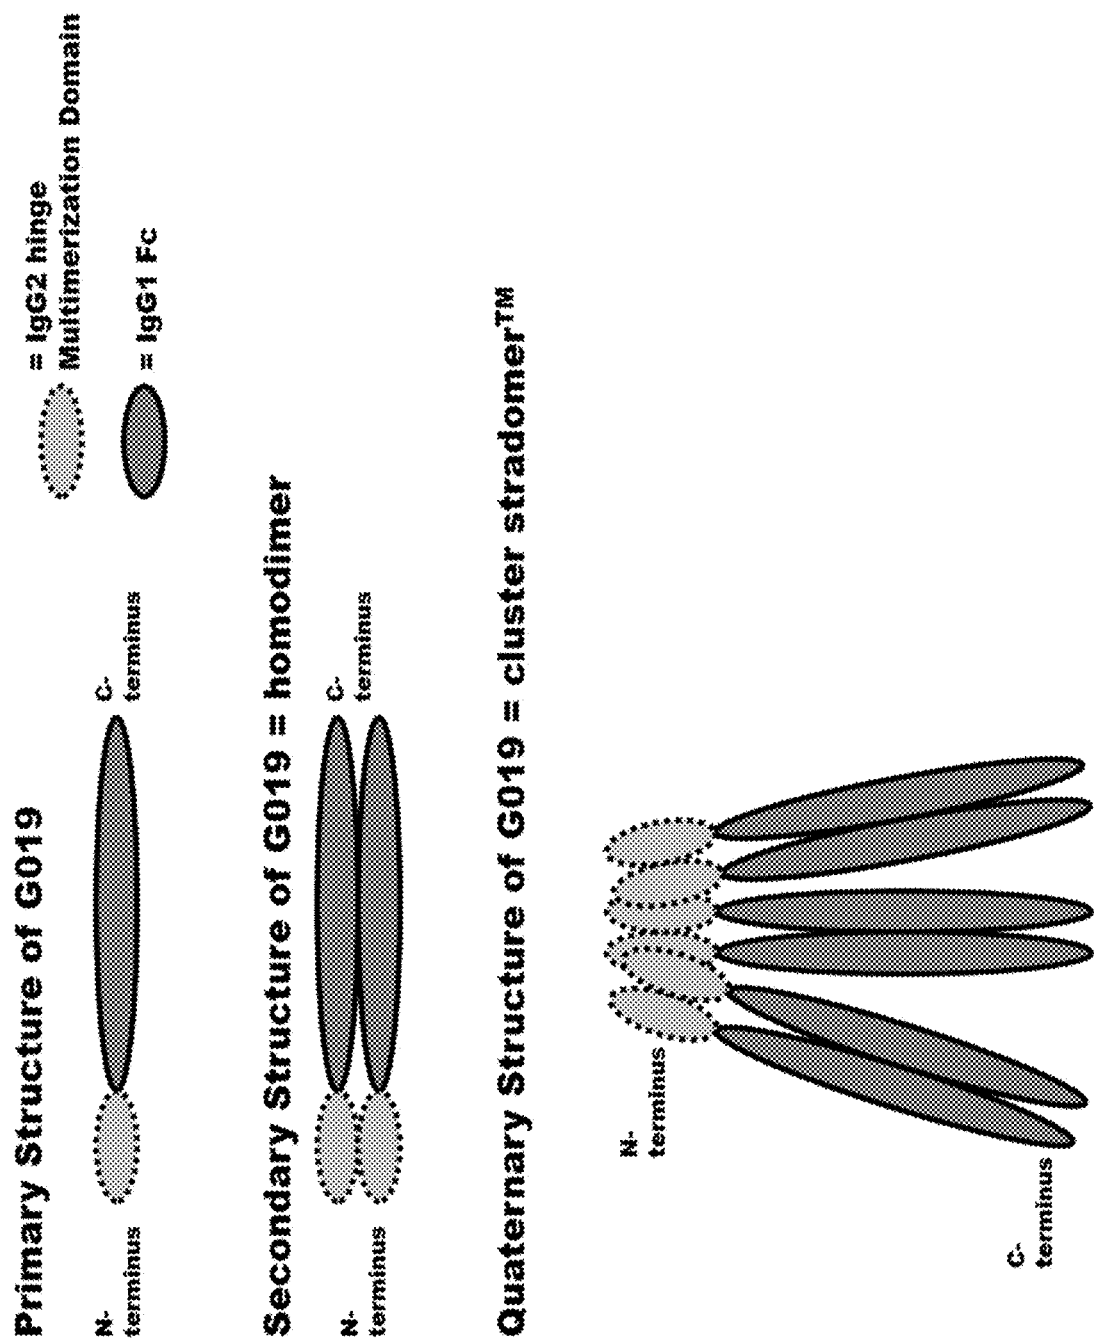 Primary Structure of G019
= IgG2 hinge
Multimerization Domain
= IgG1 Fc
N-
terminus
C-
terminus
Secondary Structure of G019 = homodimer
N-
terminus
C-
terminus
Quaternary Structure of G019 = cluster stradomer™
N-
terminus
C-
terminus